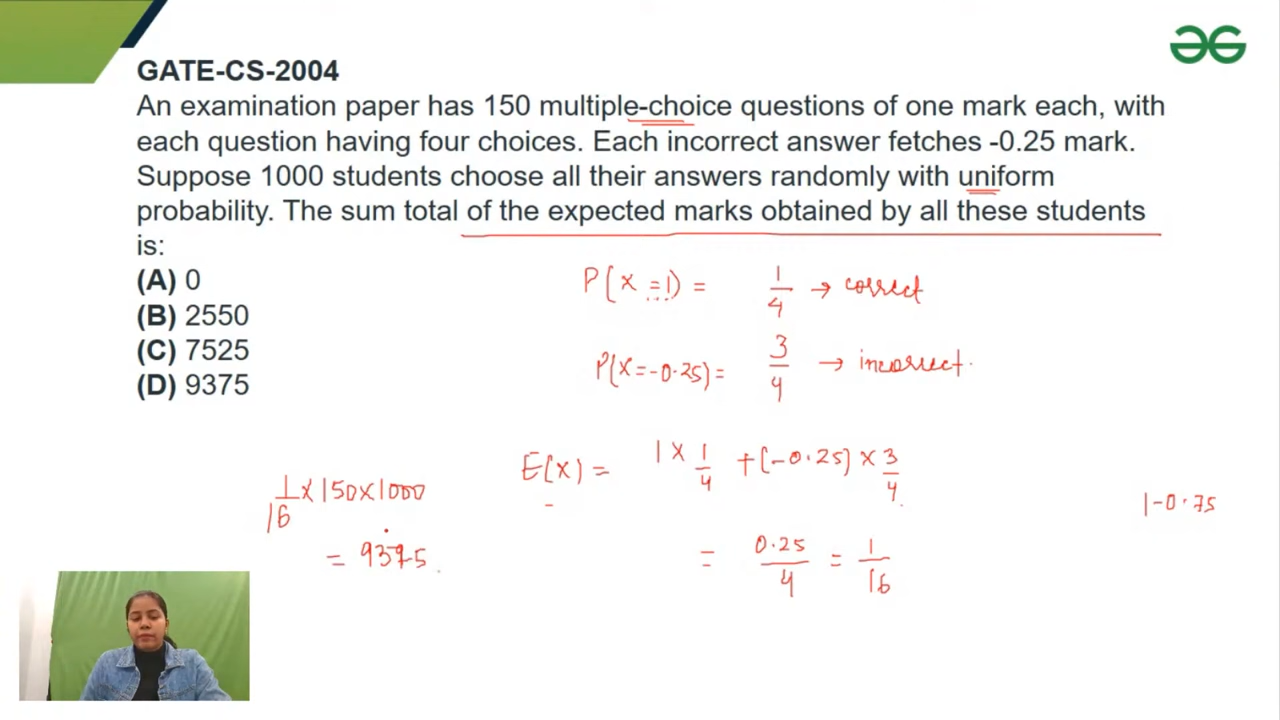 GATE-CS-2004
An examination paper has 150 multiple-choice questions of one mark each, with
each question having four choices. Each incorrect answer fetches -0.25 mark.
Suppose 1000 students choose all their answers randomly with uniform
probability. The sum total of the expected marks obtained by all these students
is:
(A) 0
(B) 2550
(C) 7525
(D) 9375
P(X=1) = 1/4 → correct
P(X=-0.25)= 3/4 → incorrect.
E(X) = 1 × 1/4 + (-0.25) × 3/4
= 0.25/4 = 1/16
1-0.75
1/16 × 150 × 1000
= 9375